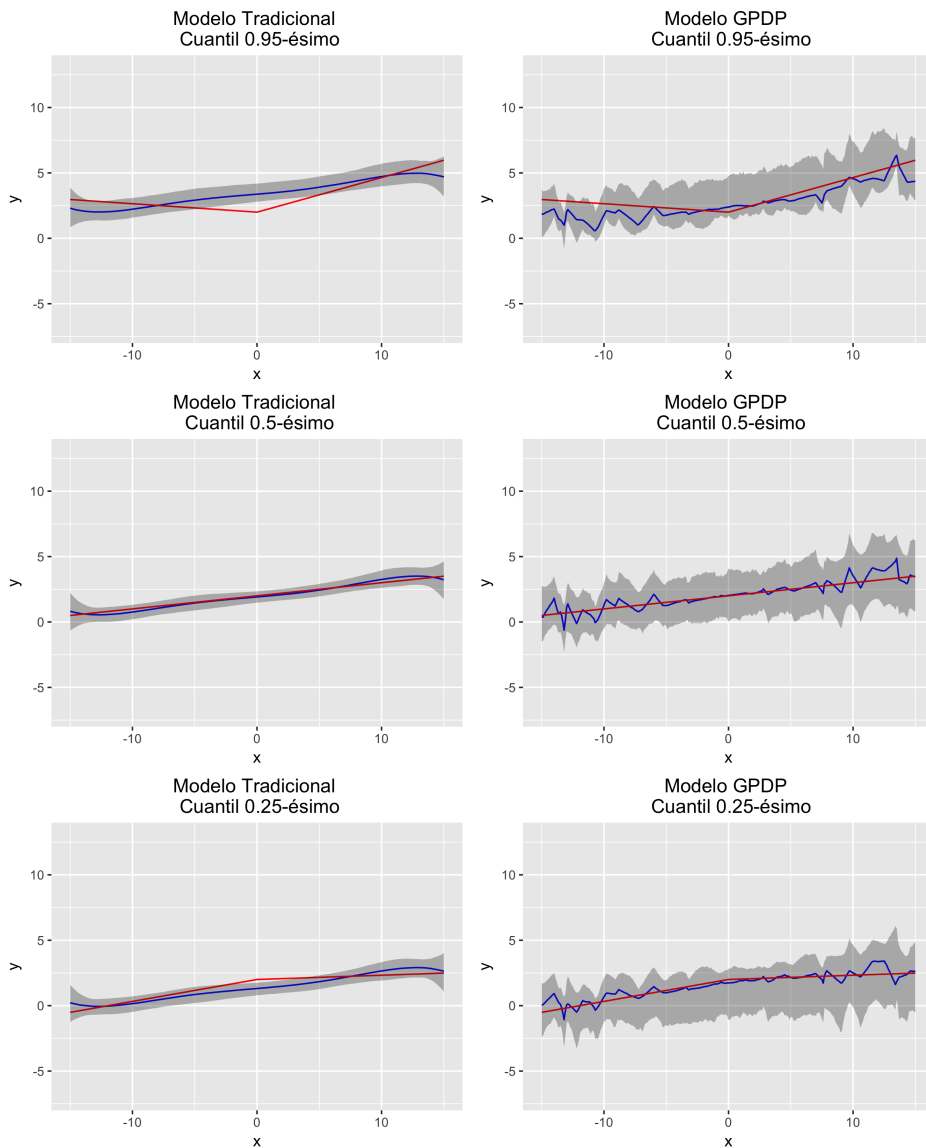 Modelo Tradicional
Cuantil 0.95-ésimo
10
5
0
-5
y
-10
0
10
x
Modelo GPDP
Cuantil 0.95-ésimo
10
5
0
-5
y
-10
0
10
x
Modelo Tradicional
Cuantil 0.5-ésimo
10
5
0
-5
y
-10
0
10
x
Modelo GPDP
Cuantil 0.5-ésimo
10
5
0
-5
y
-10
0
10
x
Modelo Tradicional
Cuantil 0.25-ésimo
10
5
0
-5
y
-10
0
10
x
Modelo GPDP
Cuantil 0.25-ésimo
10
5
0
-5
y
-10
0
10
x